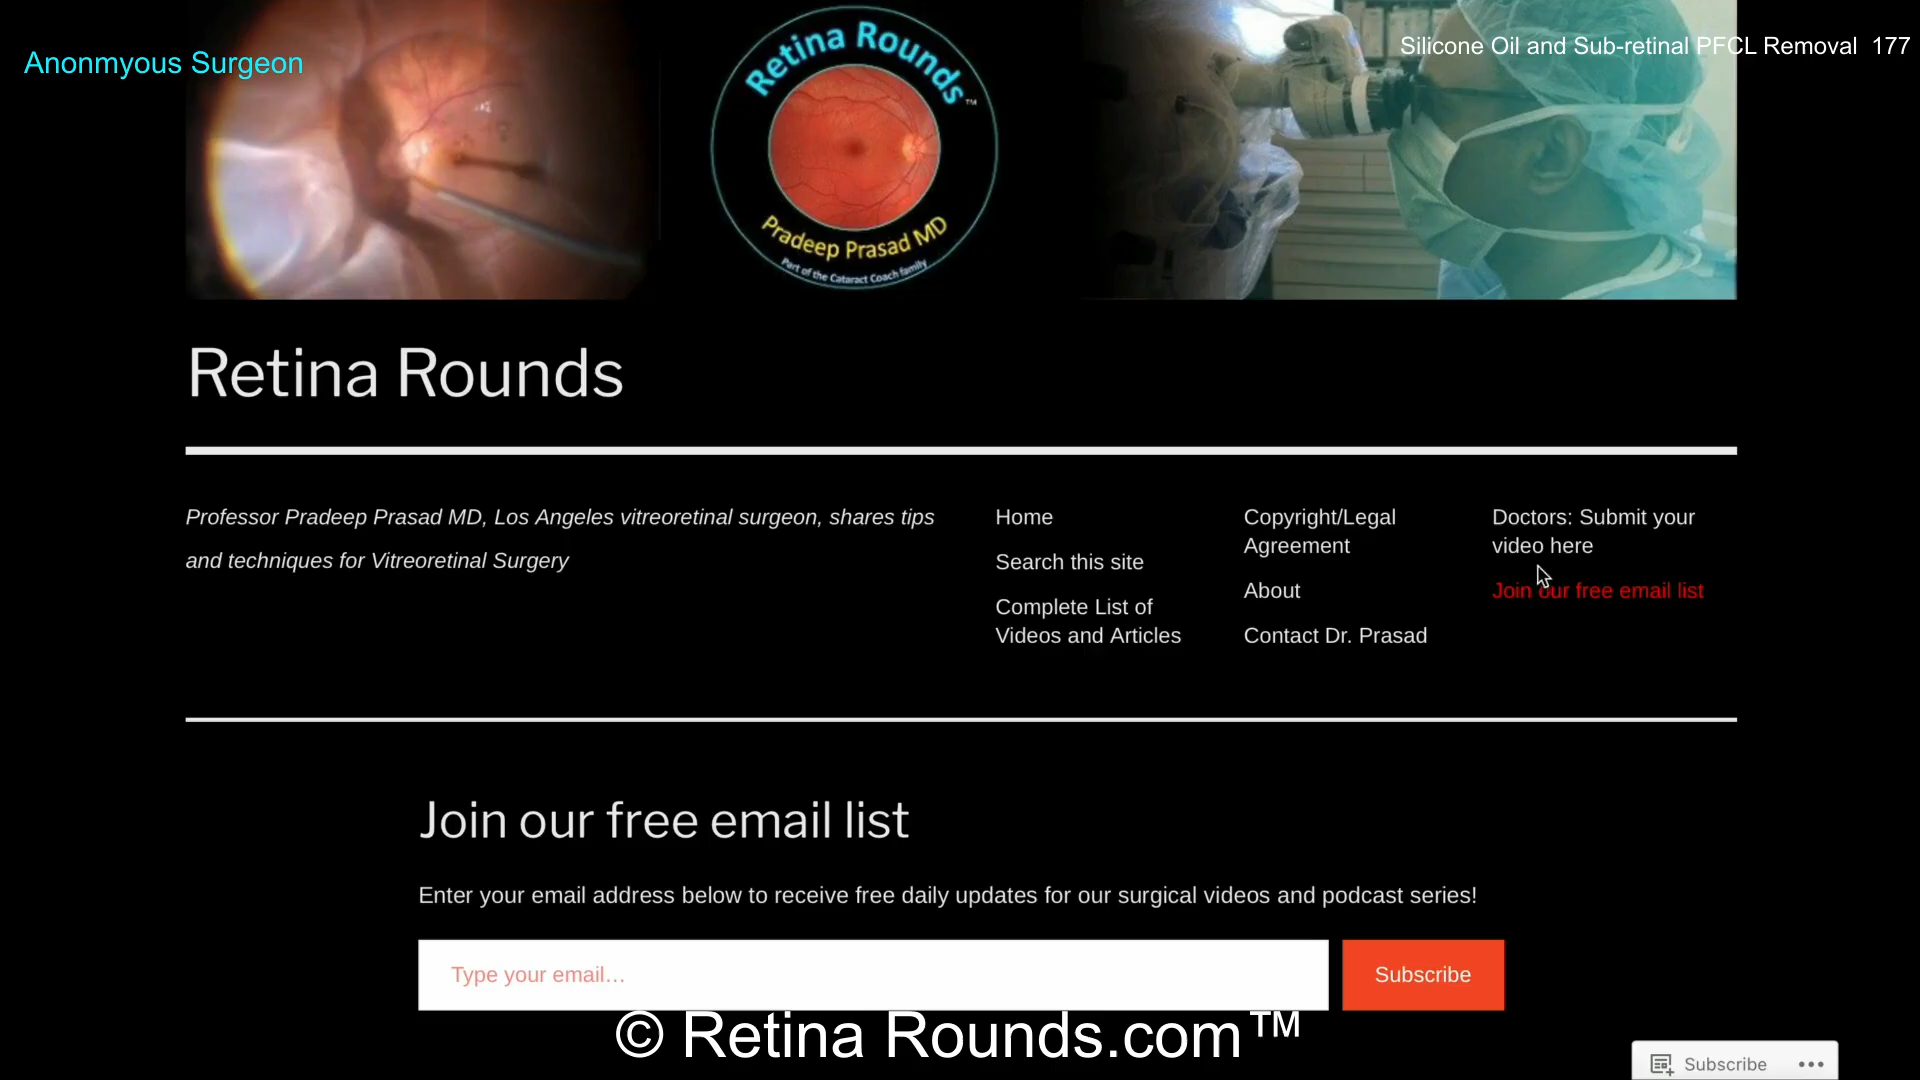 Anonmyous Surgeon
Silicone Oil and Sub-retinal PFCL Removal 177
Retina Rounds™
Pradeep Prasad MD
Part of the Cataract Coach family
Retina Rounds
Professor Pradeep Prasad MD, Los Angeles vitreoretinal surgeon, shares tips
and techniques for Vitreoretinal Surgery
Home
Search this site
Complete List of
Videos and Articles
Copyright/Legal
Agreement
About
Contact Dr. Prasad
Doctors: Submit your
video here
Join our free email list
Join our free email list
Enter your email address below to receive free daily updates for our surgical videos and podcast series!
Type your email…
Subscribe
© Retina Rounds.com™
Subscribe